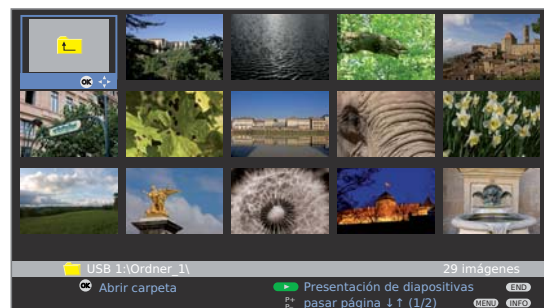 OK
USB 1:\Ordner_1\ 29 imágenes
OK Abrir carpeta Presentación de diapositivas END
P+ P- pasar página ↓↑ (1/2) MENU INFO